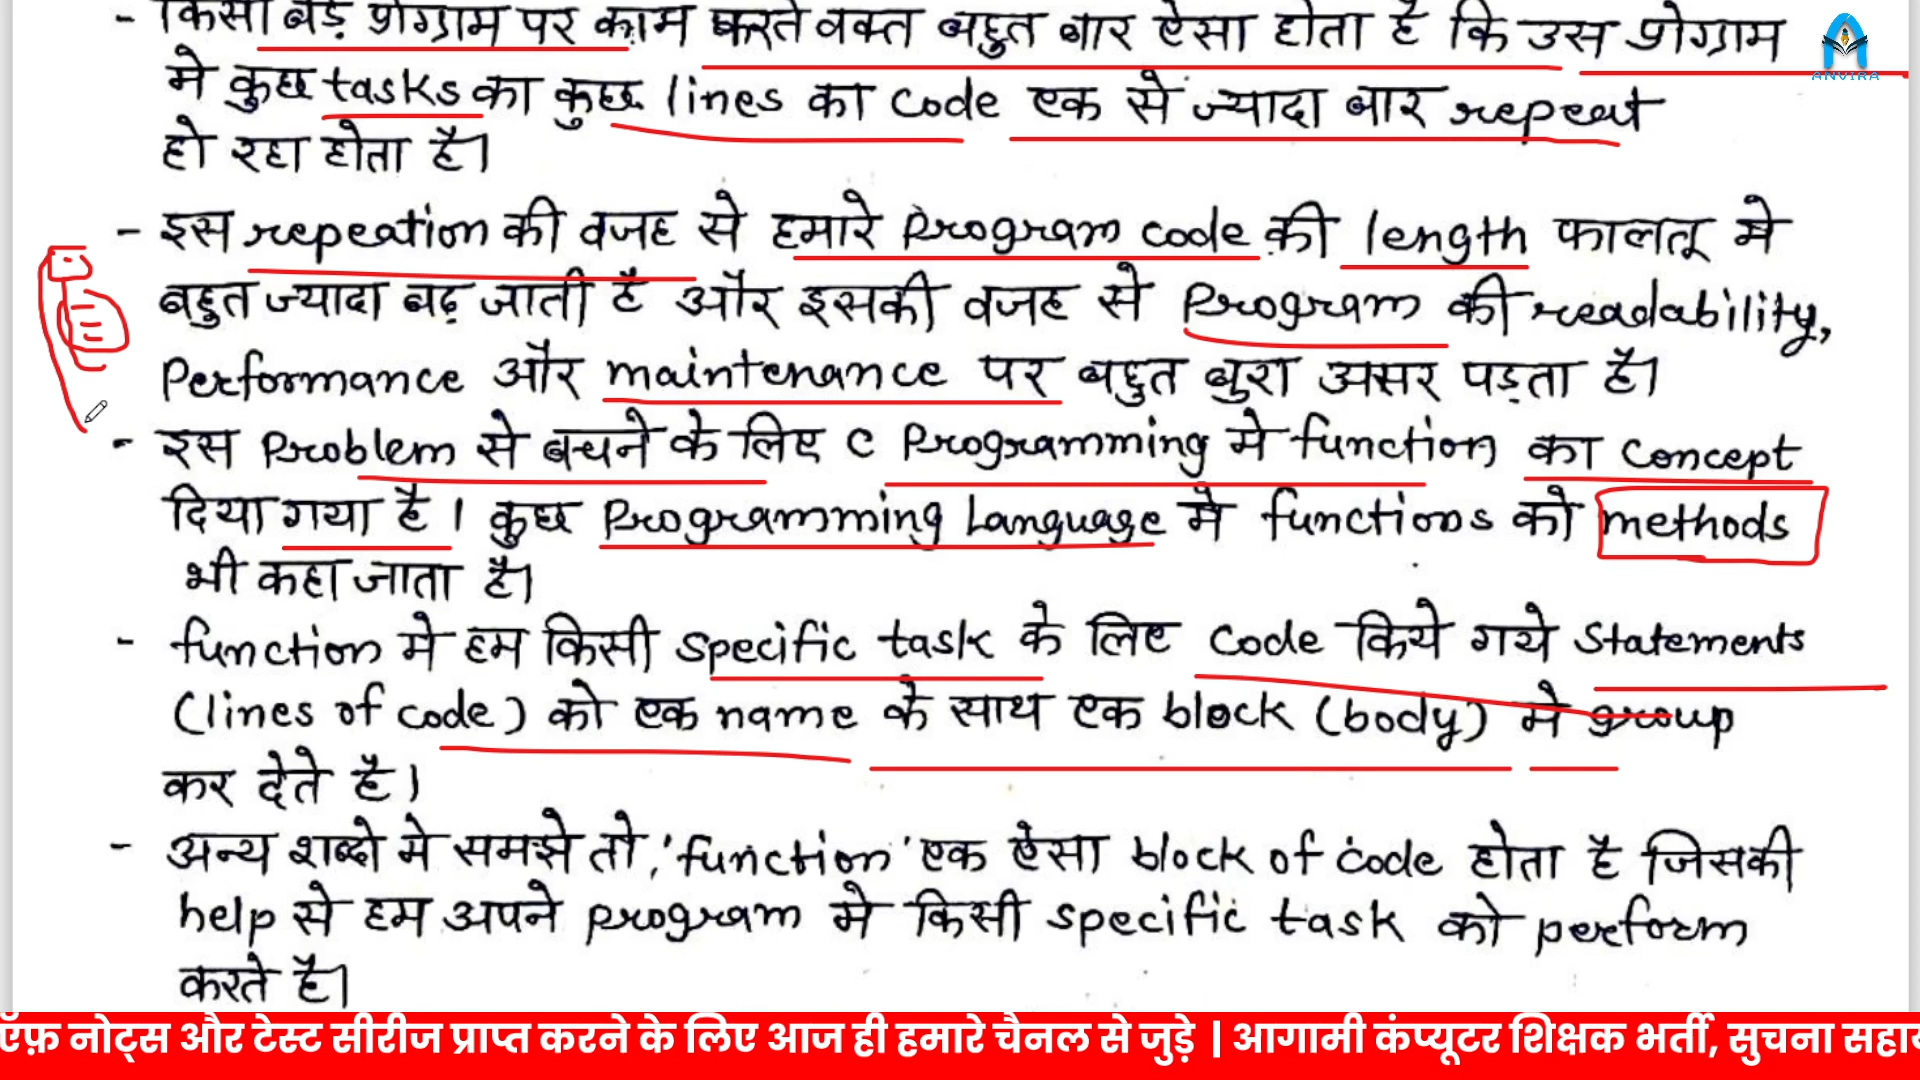 - किसी बड़े प्रोग्राम पर काम करते वक्त बहुत बार ऐसा होता है कि उस प्रोग्राम
ANVIRA
मे कुछ tasks का कुछ lines का code एक से ज्यादा बार repeat
हो रहा होता है।
- इस repeation की वजह से हमारे Program code की length फालतू मे
बहुत ज्यादा बढ़ जाती है और इसकी वजह से Program की readability,
Performance और maintenance पर बहुत बुरा असर पड़ता है।
- इस Problem से बचने के लिए C Programming मे function का concept
दिया गया है। कुछ Programming Language मे functions को methods
भी कहा जाता है।
- function मे हम किसी specific task के लिए code किये गये Statements
(lines of code) को एक name के साथ एक block (body) मे group
कर देते है।
- अन्य शब्दो मे समझे तो, 'function' एक ऐसा block of code होता है जिसकी
help से हम अपने program मे किसी specific task को perform
करते है।
ऍफ़ नोट्स और टेस्ट सीरीज प्राप्त करने के लिए आज ही हमारे चैनल से जुड़े | आगामी कंप्यूटर शिक्षक भर्ती, सुचना सहा